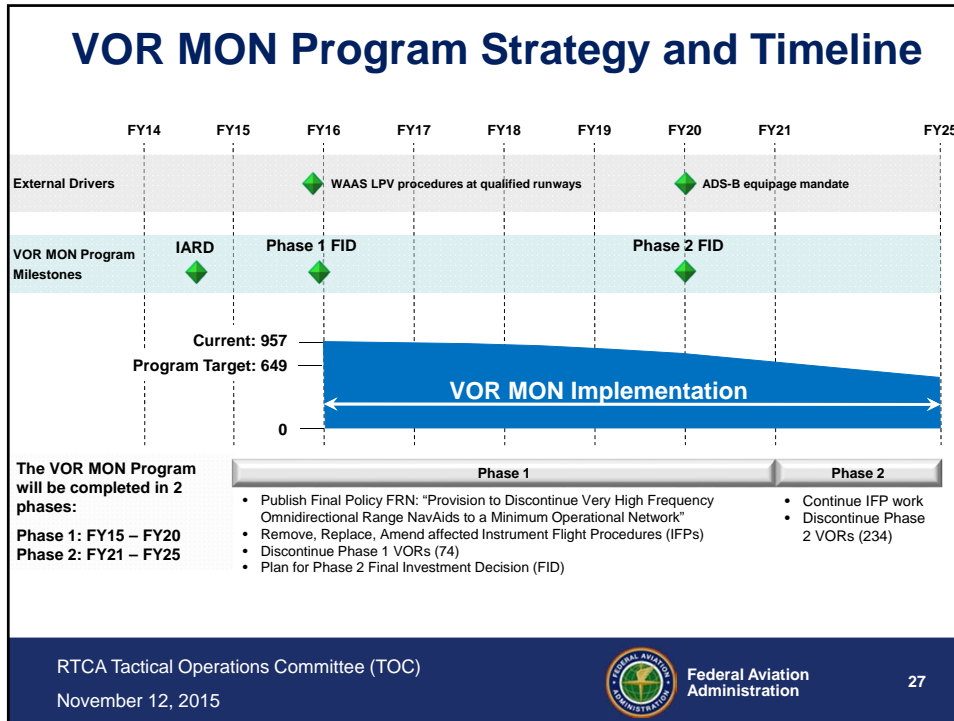 VOR MON Program Strategy and Timeline
FY14 FY15 FY16 FY17 FY18 FY19 FY20 FY21 FY25
External Drivers
WAAS LPV procedures at qualified runways
ADS-B equipage mandate
VOR MON Program
Milestones
IARD
Phase 1 FID
Phase 2 FID
Current: 957
Program Target: 649
0
VOR MON Implementation
The VOR MON Program
will be completed in 2
phases:
Phase 1: FY15 – FY20
Phase 2: FY21 – FY25
Phase 1
• Publish Final Policy FRN: “Provision to Discontinue Very High Frequency
Omnidirectional Range NavAids to a Minimum Operational Network”
• Remove, Replace, Amend affected Instrument Flight Procedures (IFPs)
• Discontinue Phase 1 VORs (74)
• Plan for Phase 2 Final Investment Decision (FID)
Phase 2
• Continue IFP work
• Discontinue Phase
2 VORs (234)
RTCA Tactical Operations Committee (TOC)
November 12, 2015
FEDERAL AVIATION
ADMINISTRATION
Federal Aviation
Administration
27